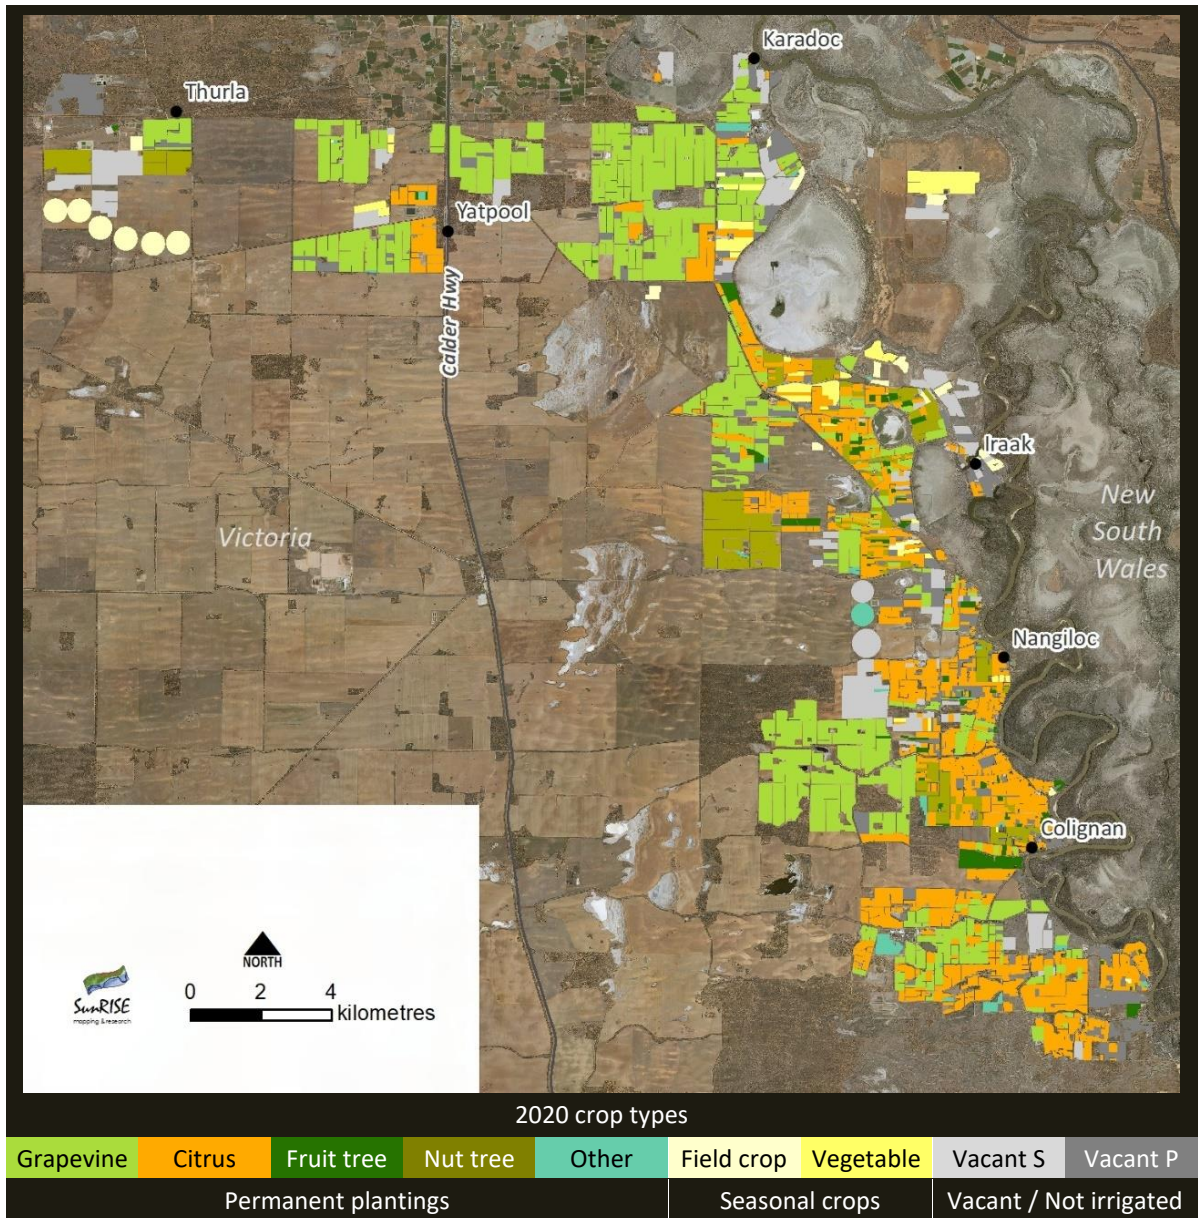 Karadoc
Thurla
Yatpool
Calder Hwy
Iraak
New
South
Wales
Victoria
Nangiloc
Colignan
NORTH
0 2 4
kilometres
SunRISE
mapping & research
2020 crop types
Grapevine Citrus Fruit tree Nut tree Other Field crop Vegetable Vacant S Vacant P
Permanent plantings Seasonal crops Vacant / Not irrigated